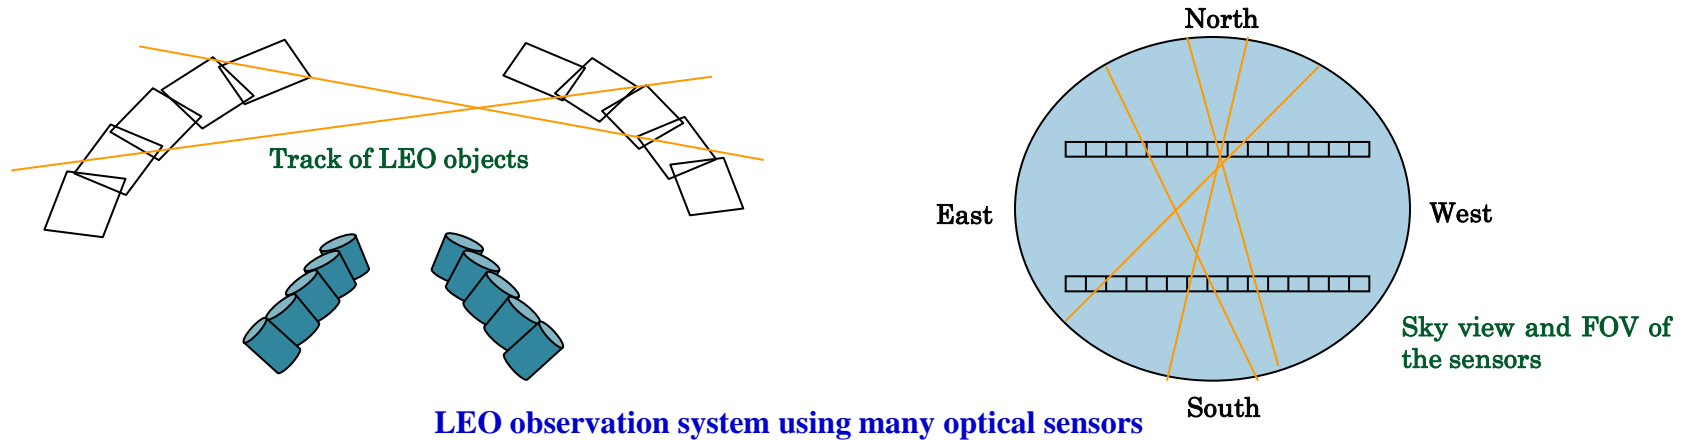 North
Track of LEO objects
East
West
Sky view and FOV of
the sensors
South
LEO observation system using many optical sensors